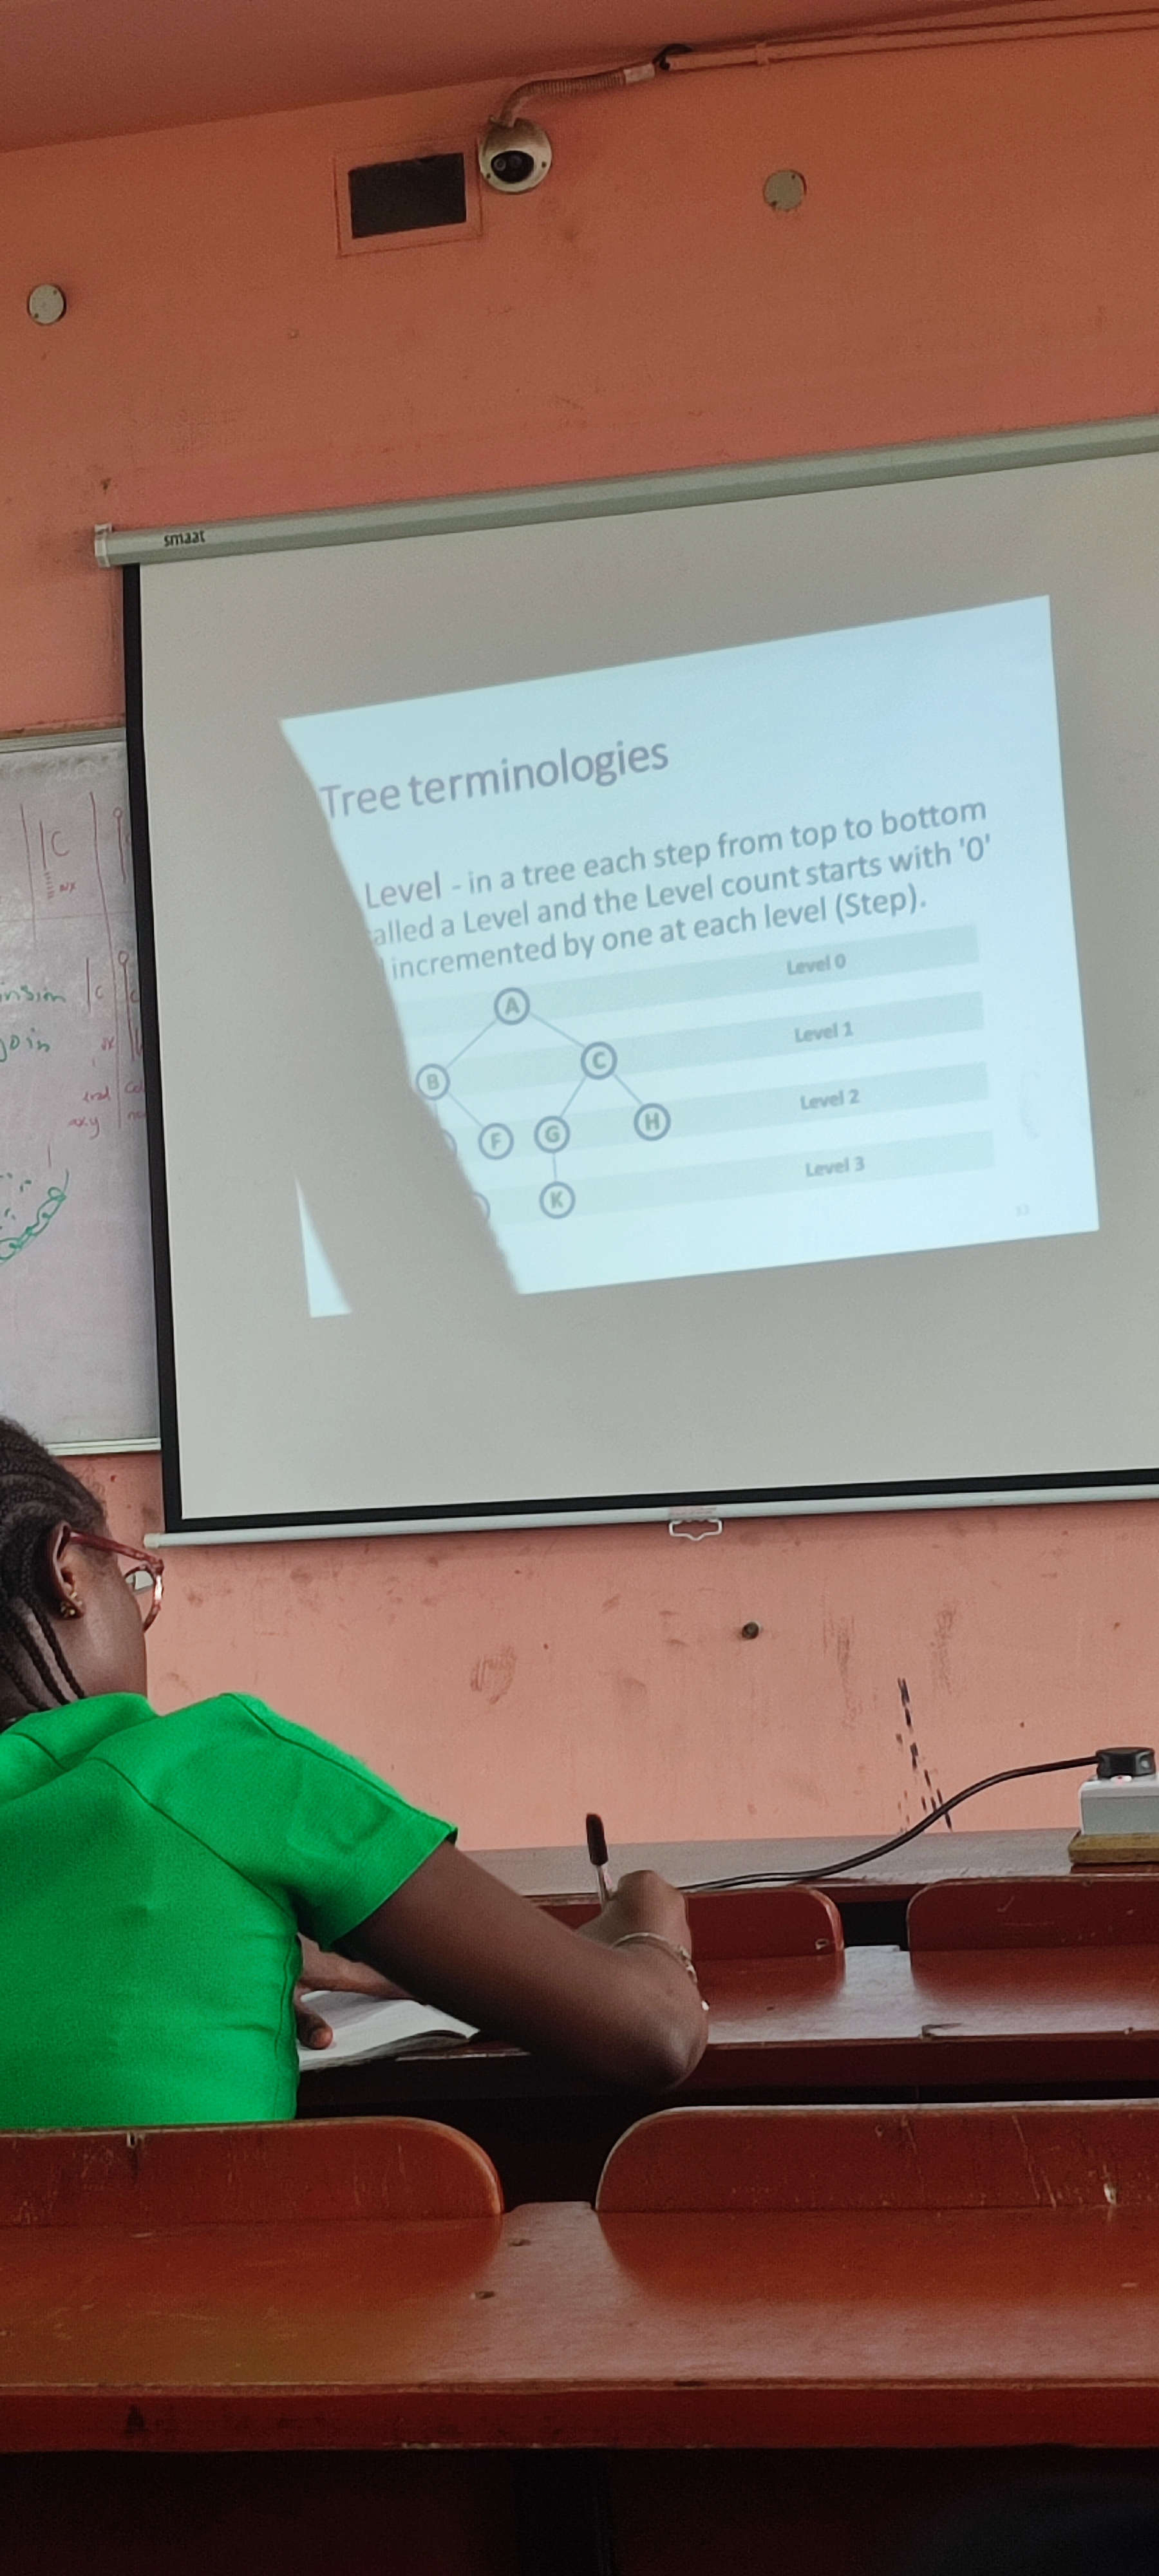 smaat
Tree terminologies
Level - in a tree each step from top to bottom
alled a Level and the Level count starts with '0'
incremented by one at each level (Step).
Level 0
A
Level 1
B C
Level 2
F G H
Level 3
K
C
c
join